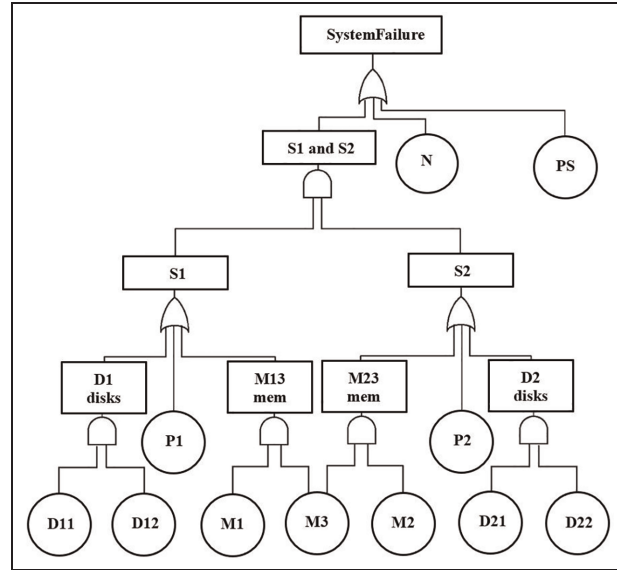 SystemFailure
S1 and S2
N
PS
S1
S2
D1
disks
P1
M13
mem
M23
mem
P2
D2
disks
D11
D12
M1
M3
M2
D21
D22